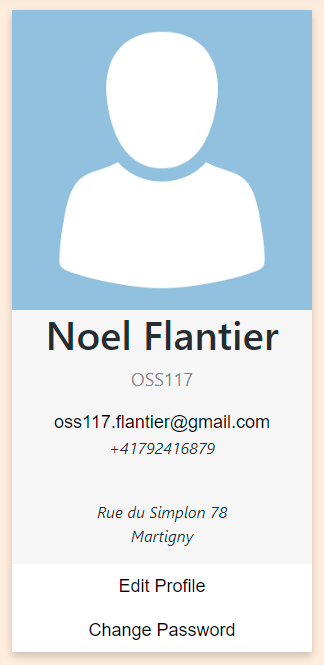 Noel Flantier
OSS117
oss117.flantier@gmail.com
+41792416879
Rue du Simplon 78
Martigny
Edit Profile
Change Password